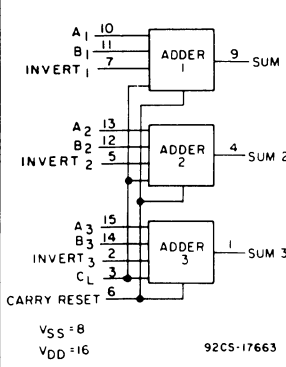 A1 10
B1 11
INVERT1 7
ADDER 1
9 SUM
A2 13
B2 12
INVERT2 5
ADDER 2
4 SUM 2
A3 15
B3 14
INVERT3 2
CL 3
CARRY RESET 6
ADDER 3
1 SUM 3
VSS = 8
VDD = 16
92CS-17663